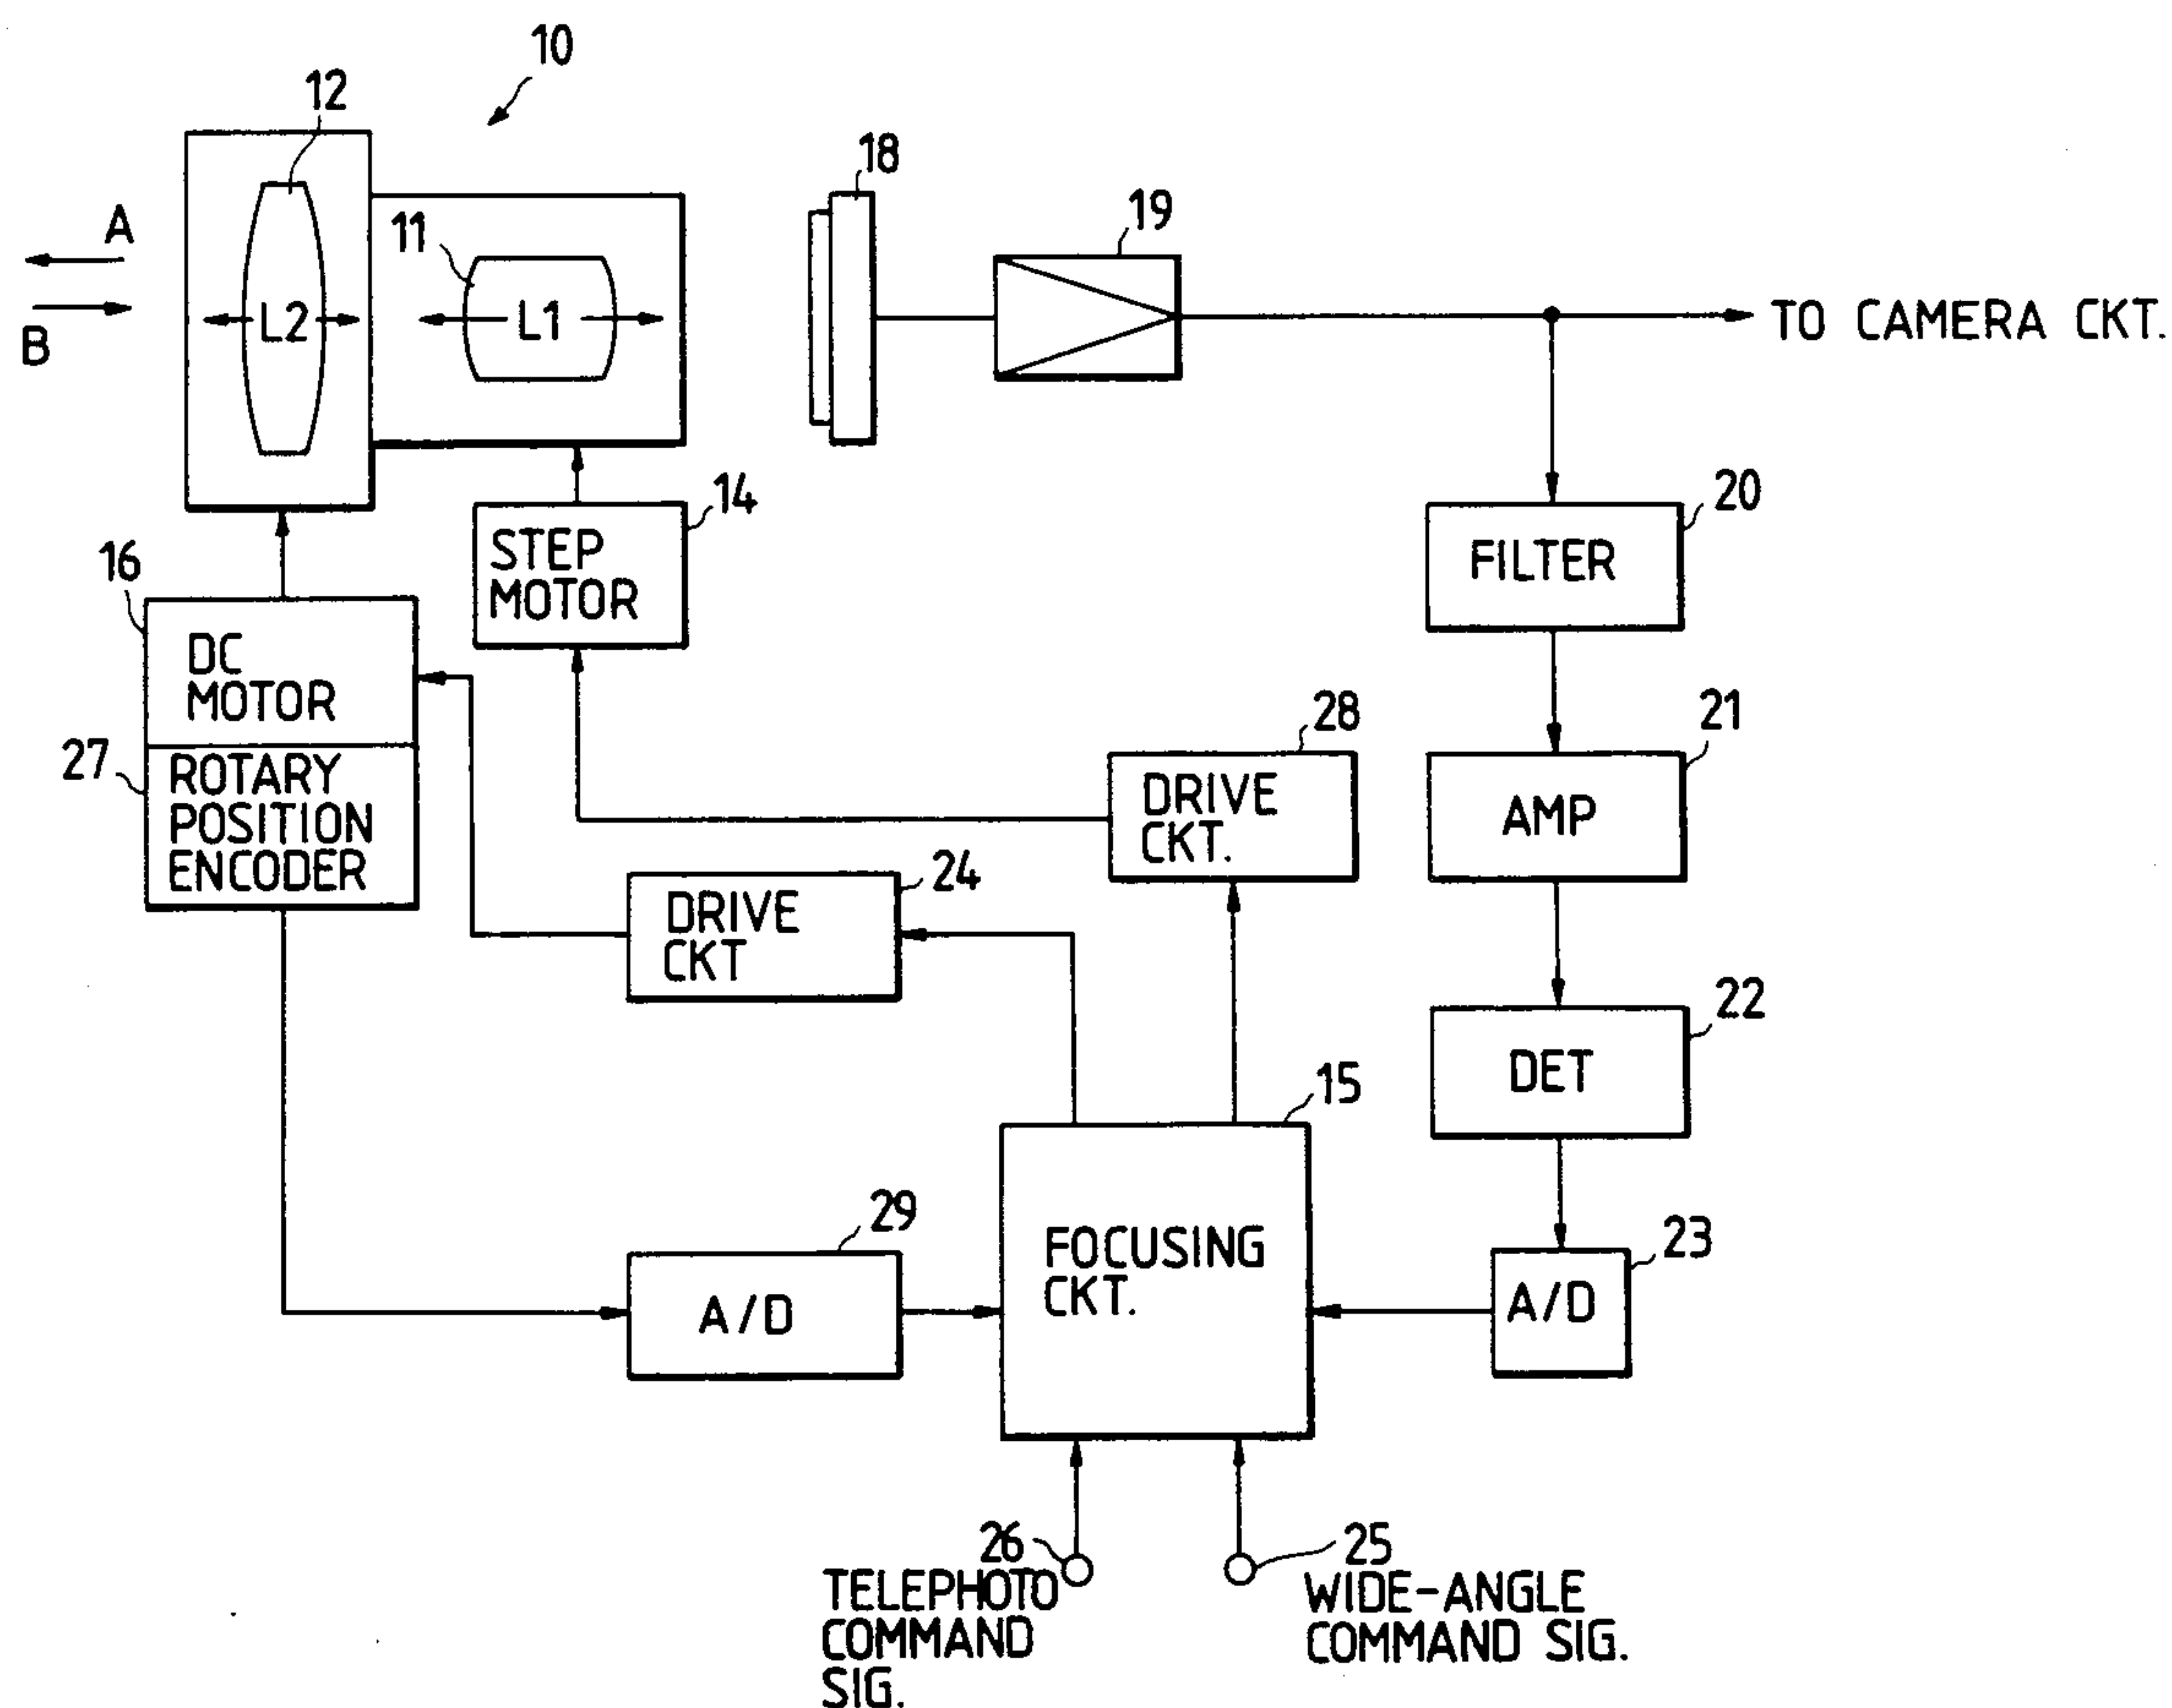 10
12
18
19
A
11
L2
L1
B
TO CAMERA CKT.
14
STEP
MOTOR
20
FILTER
16
DC
MOTOR
27
ROTARY
POSITION
ENCODER
28
DRIVE
CKT.
21
AMP
24
DRIVE
CKT
22
DET
15
FOCUSING
CKT.
29
A/D
23
A/D
26
TELEPHOTO
COMMAND
SIG.
25
WIDE-ANGLE
COMMAND SIG.